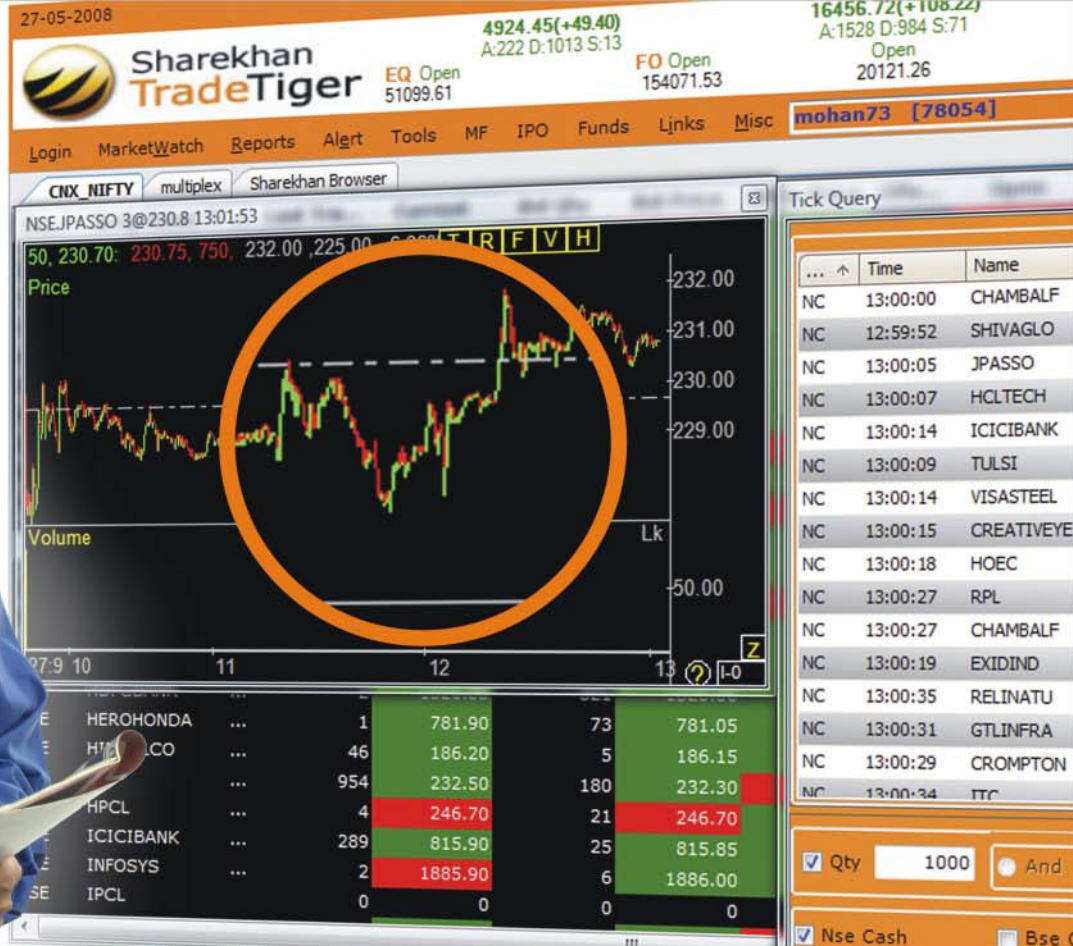 27-05-2008
Sharekhan
TradeTiger
EQ Open
51099.61
4924.45(+49.40)
A:222 D:1013 S:13
FO Open
154071.53
16456.72(+108.22)
A:1528 D:984 S:71
Open
20121.26
mohan73 [78054]
Login MarketWatch Reports Alert Tools MF IPO Funds Links Misc
CNX_NIFTY multiplex Sharekhan Browser
NSE.JPASSO 3@230.8 13:01:53
50, 230.70: 230.75, 750, 232.00 ,225.00 T R F V H
Price
232.00
231.00
230.00
229.00
Volume
Lk
50.00
Z
27:9 10 11 12 13 ? I-0
HEROHONDA ... 1 781.90 73 781.05
... 46 186.20 5 186.15
... 954 232.50 180 232.30
HPCL ... 4 246.70 21 246.70
ICICIBANK ... 289 815.90 25 815.85
INFOSYS ... 2 1885.90 6 1886.00
SE IPCL 0 0 0 0
Tick Query
... Time Name
NC 13:00:00 CHAMBALF
NC 12:59:52 SHIVAGLO
NC 13:00:05 JPASSO
NC 13:00:07 HCLTECH
NC 13:00:14 ICICIBANK
NC 13:00:09 TULSI
NC 13:00:14 VISASTEEL
NC 13:00:15 CREATIVEYE
NC 13:00:18 HOEC
NC 13:00:27 RPL
NC 13:00:27 CHAMBALF
NC 13:00:19 EXIDIND
NC 13:00:35 RELINATU
NC 13:00:31 GTLINFRA
NC 13:00:29 CROMPTON
NC 13:00:34 ITC
Qty 1000 And
Nse Cash Bse